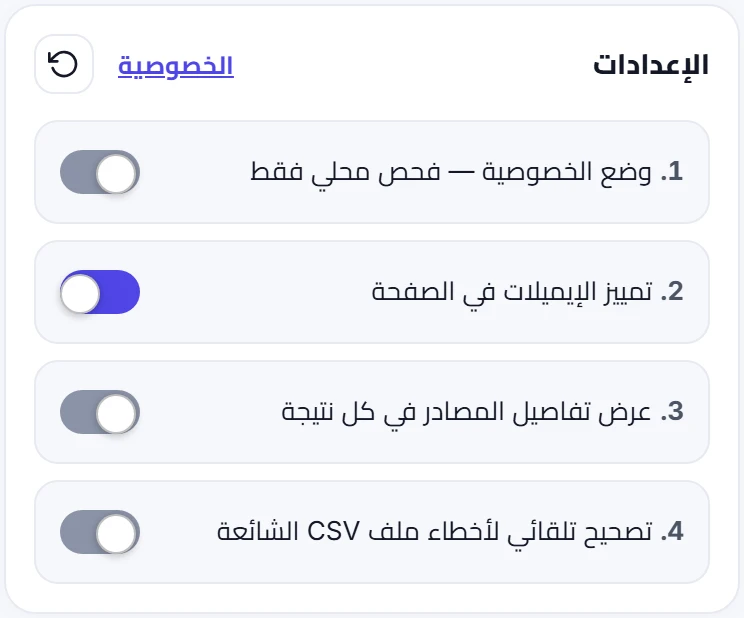 الإعدادات
الخصوصية
1. وضع الخصوصية — فحص محلي فقط
2. تمييز الإيميلات في الصفحة
3. عرض تفاصيل المصادر في كل نتيجة
4. تصحيح تلقائي لأخطاء ملف CSV الشائعة